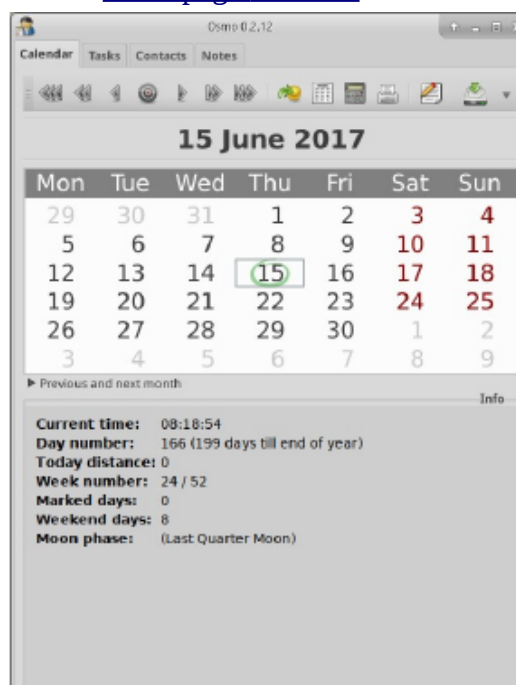 Osmo 0.2.12
Calendar Tasks Contacts Notes
15 June 2017
Mon Tue Wed Thu Fri Sat Sun
29 30 31 1 2 3 4
5 6 7 8 9 10 11
12 13 14 15 16 17 18
19 20 21 22 23 24 25
26 27 28 29 30 1 2
3 4 5 6 7 8 9
Previous and next month
Info
Current time: 08:18:54
Day number: 166 (199 days till end of year)
Today distance: 0
Week number: 24 / 52
Marked days: 0
Weekend days: 8
Moon phase: (Last Quarter Moon)